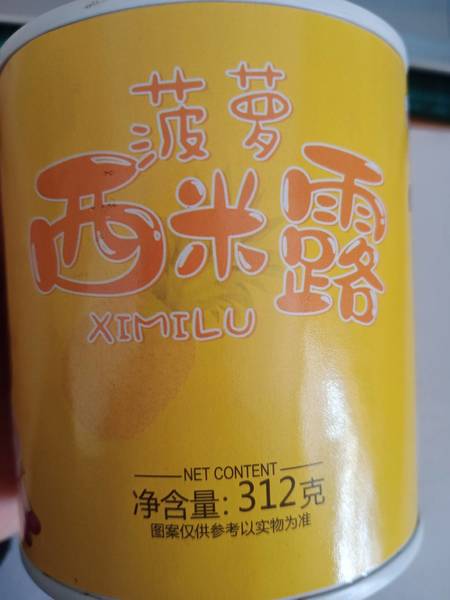 菠萝
西米露
XIMILU
NET CONTENT
净含量:312克
图案仅供参考以实物为准